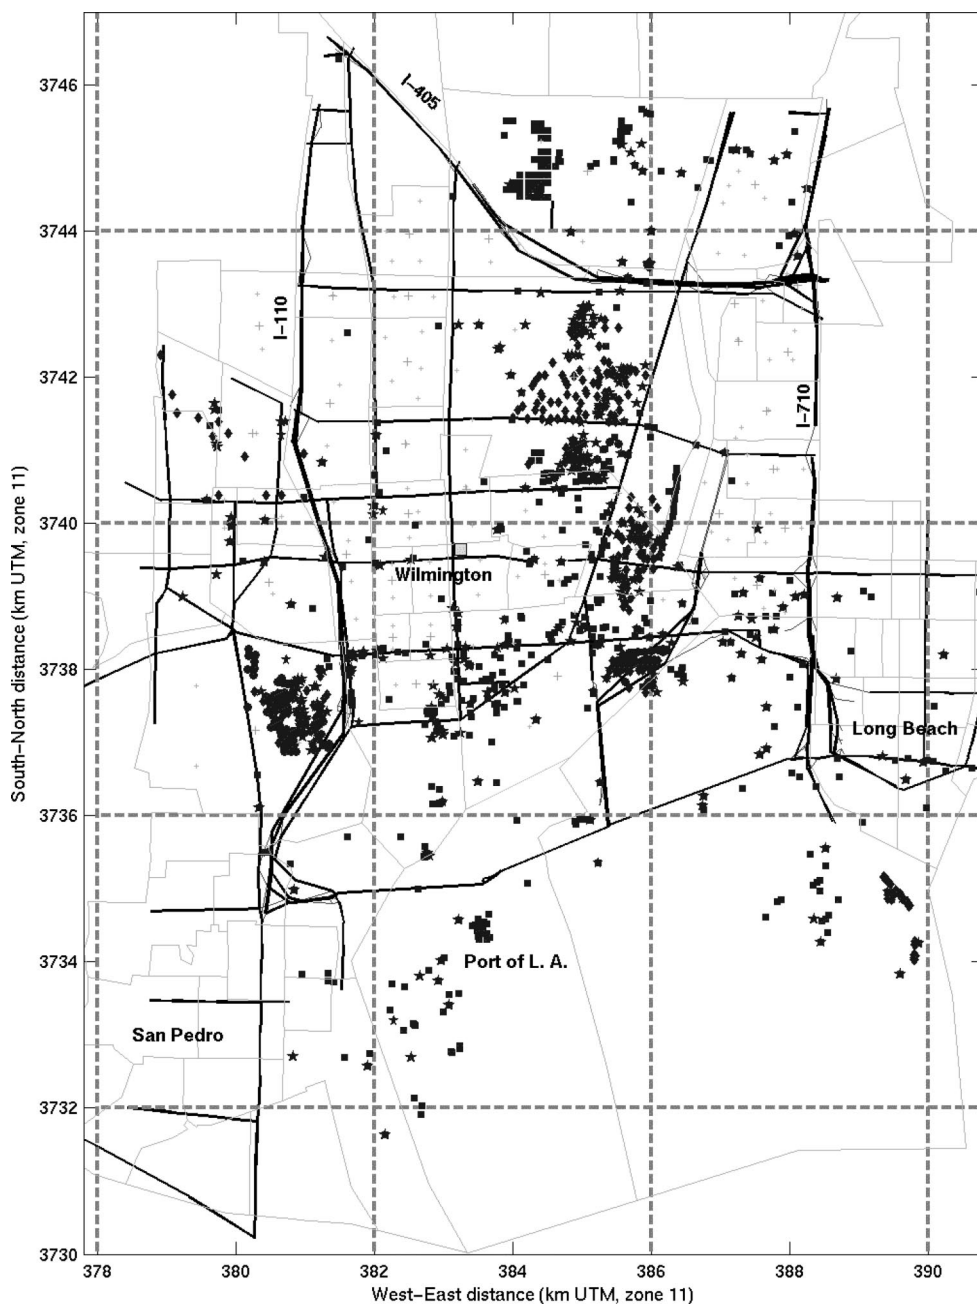 3746
I-405
3744
I-110
3742
I-710
3740
Wilmington
3738
Long Beach
3736
Port of L. A.
3734
San Pedro
3732
3730
378
380
382
384
386
388
390
South-North distance (km UTM, zone 11)
West-East distance (km UTM, zone 11)